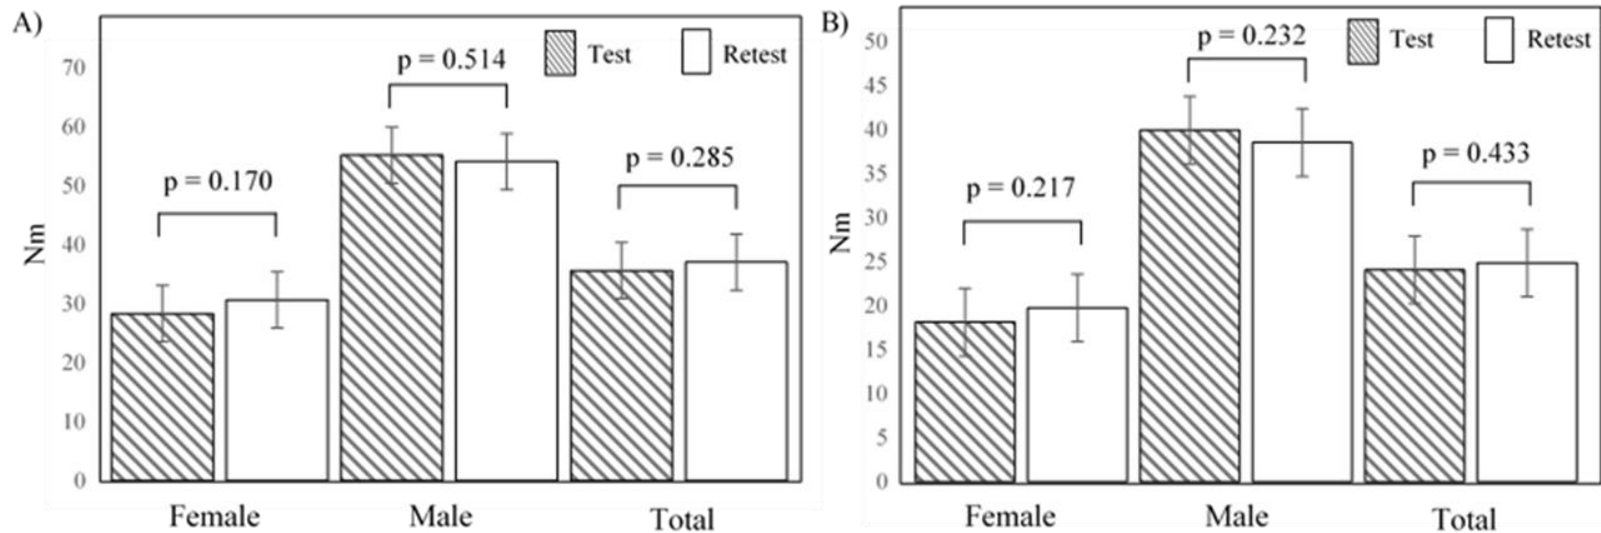 A)
Test
Retest
p = 0.514
p = 0.285
p = 0.170
Nm
70
60
50
40
30
20
10
0
Female
Male
Total
B)
Test
Retest
p = 0.232
p = 0.433
p = 0.217
Nm
50
45
40
35
30
25
20
15
10
5
0
Female
Male
Total